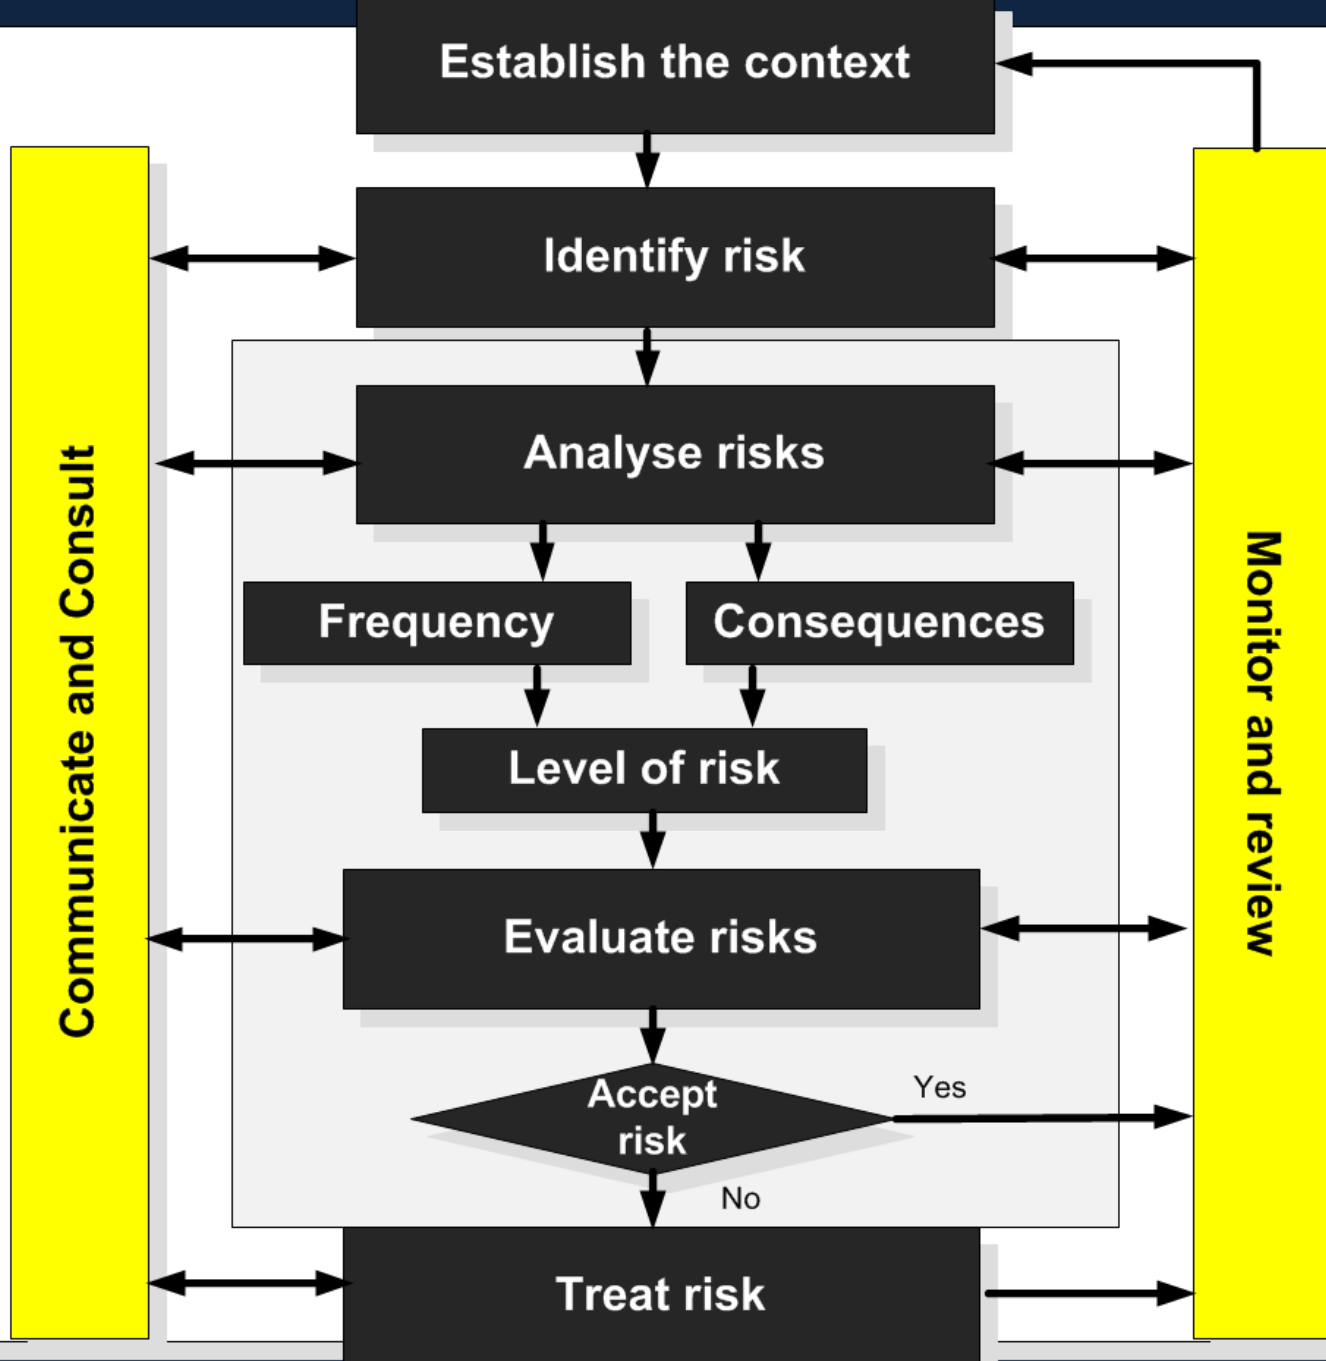 Establish the context
Identify risk
Analyse risks
Frequency
Consequences
Level of risk
Evaluate risks
Accept
risk
Yes
No
Treat risk
Communicate and Consult
Monitor and review